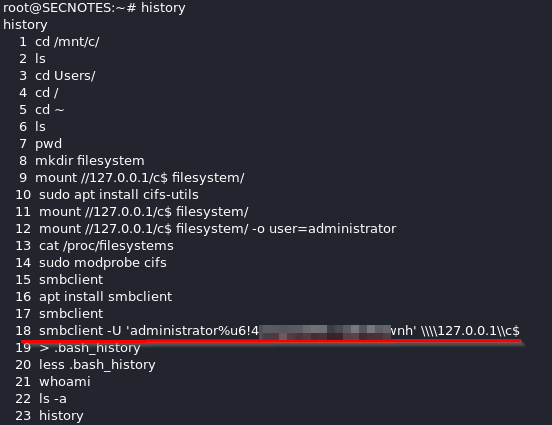 root@SECNOTES:~# history
history
1 cd /mnt/c/
2 ls
3 cd Users/
4 cd /
5 cd ~
6 ls
7 pwd
8 mkdir filesystem
9 mount //127.0.0.1/c$ filesystem/
10 sudo apt install cifs-utils
11 mount //127.0.0.1/c$ filesystem/
12 mount //127.0.0.1/c$ filesystem/ -o user=administrator
13 cat /proc/filesystems
14 sudo modprobe cifs
15 smbclient
16 apt install smbclient
17 smbclient
18 smbclient -U 'administrator%u6!4 wnh' \\\\127.0.0.1\\c$
19 > .bash_history
20 less .bash_history
21 whoami
22 ls -a
23 history